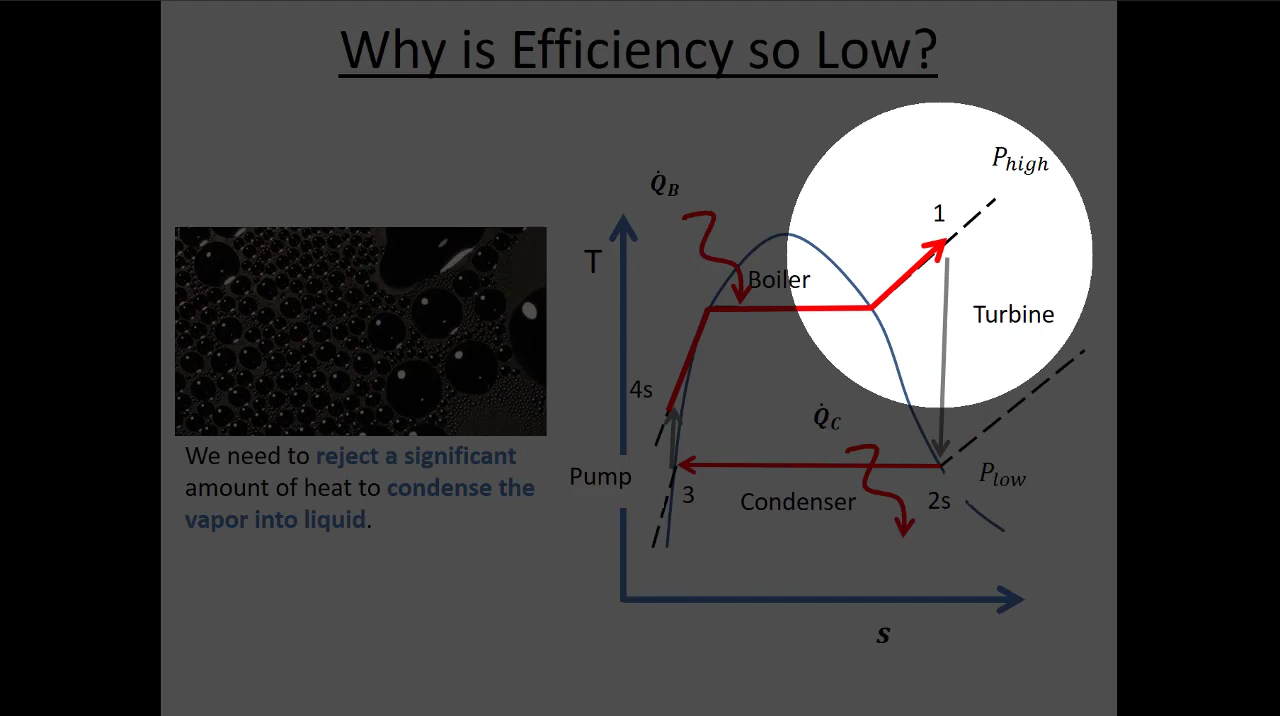 Why is Efficiency so Low?
P_high
Q̇_B
1
T
Boiler
Turbine
4s
Q̇_C
We need to reject a significant
amount of heat to condense the
vapor into liquid.
Pump
3
Condenser
2s
P_low
s